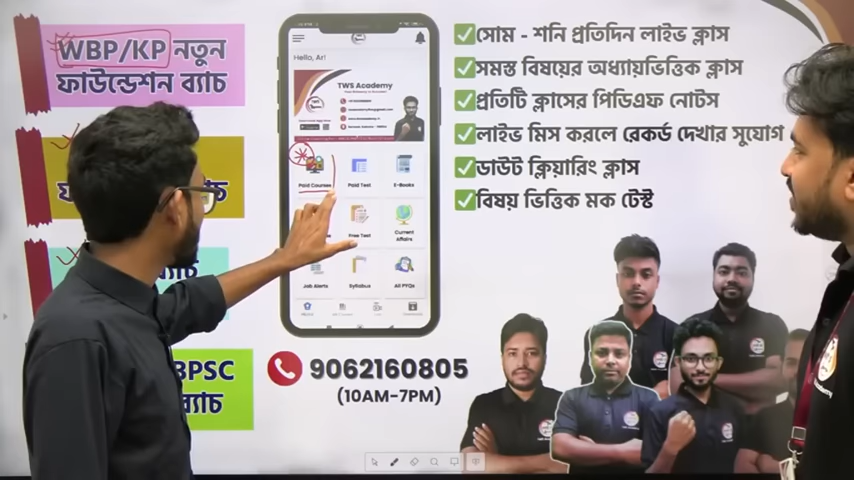 WBP/KP নতুন
ফাউন্ডেশন ব্যাচ
ব্যাচ
BPSC
ব্যাচ
Hello, Ar!
TWS Academy
Paid Courses
Paid Test
E-Books
Free Test
Current
Affairs
Job Alerts
Syllabus
All PYQs
9062160805
(10AM-7PM)
সোম - শনি প্রতিদিন লাইভ ক্লাস
সমস্ত বিষয়ের অধ্যায়ভিত্তিক ক্লাস
প্রতিটি ক্লাসের পিডিএফ নোটস
লাইভ মিস করলে রেকর্ড দেখার সুযোগ
ডাউট ক্লিয়ারিং ক্লাস
বিষয় ভিত্তিক মক টেস্ট